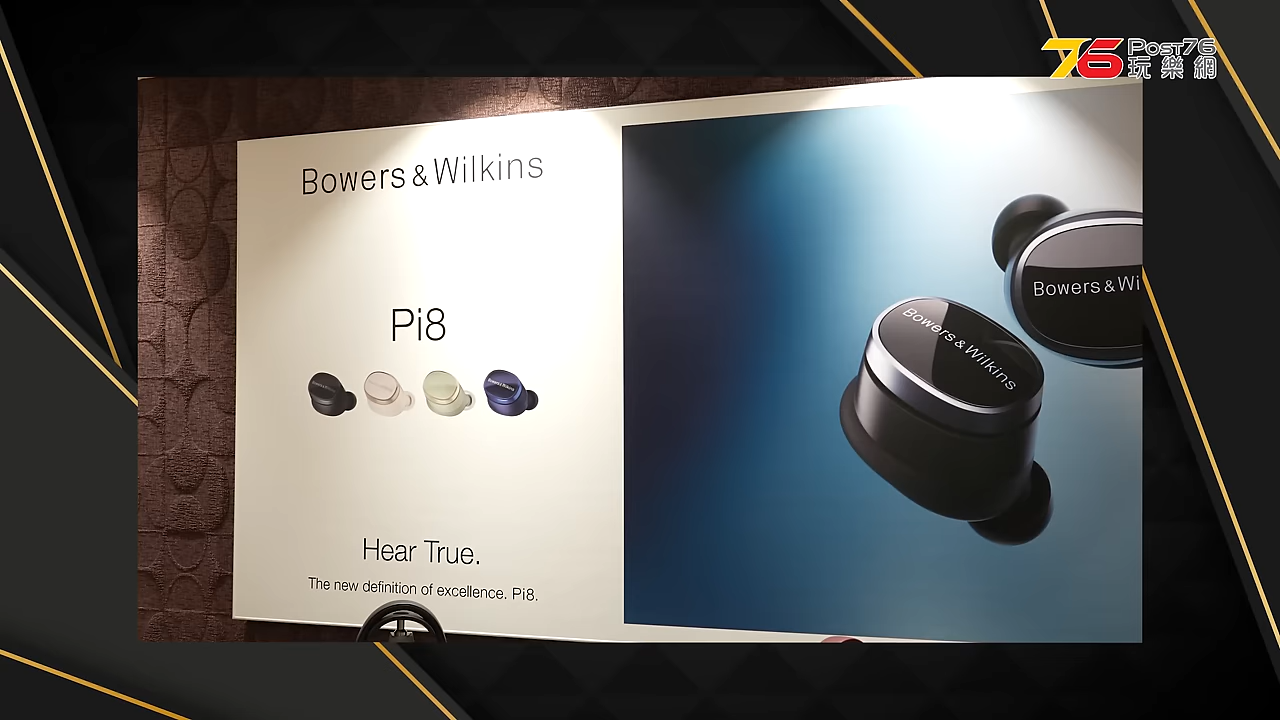 76 Post76
玩樂網
Bowers & Wilkins
Pi8
Hear True.
The new definition of excellence. Pi8.
Bowers & Wilkins
Bowers & Wi